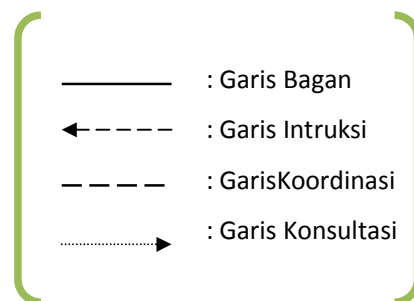 : Garis Bagan
: Garis Intruksi
: GarisKoordinasi
: Garis Konsultasi